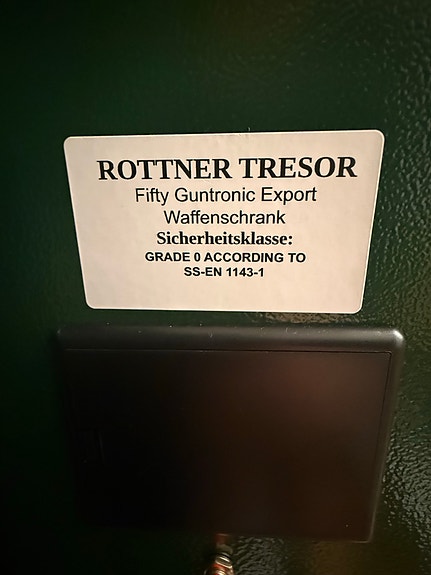 ROTTNER TRESOR
Fifty Guntronic Export
Waffenschrank
Sicherheitsklasse:
GRADE 0 ACCORDING TO
SS-EN 1143-1